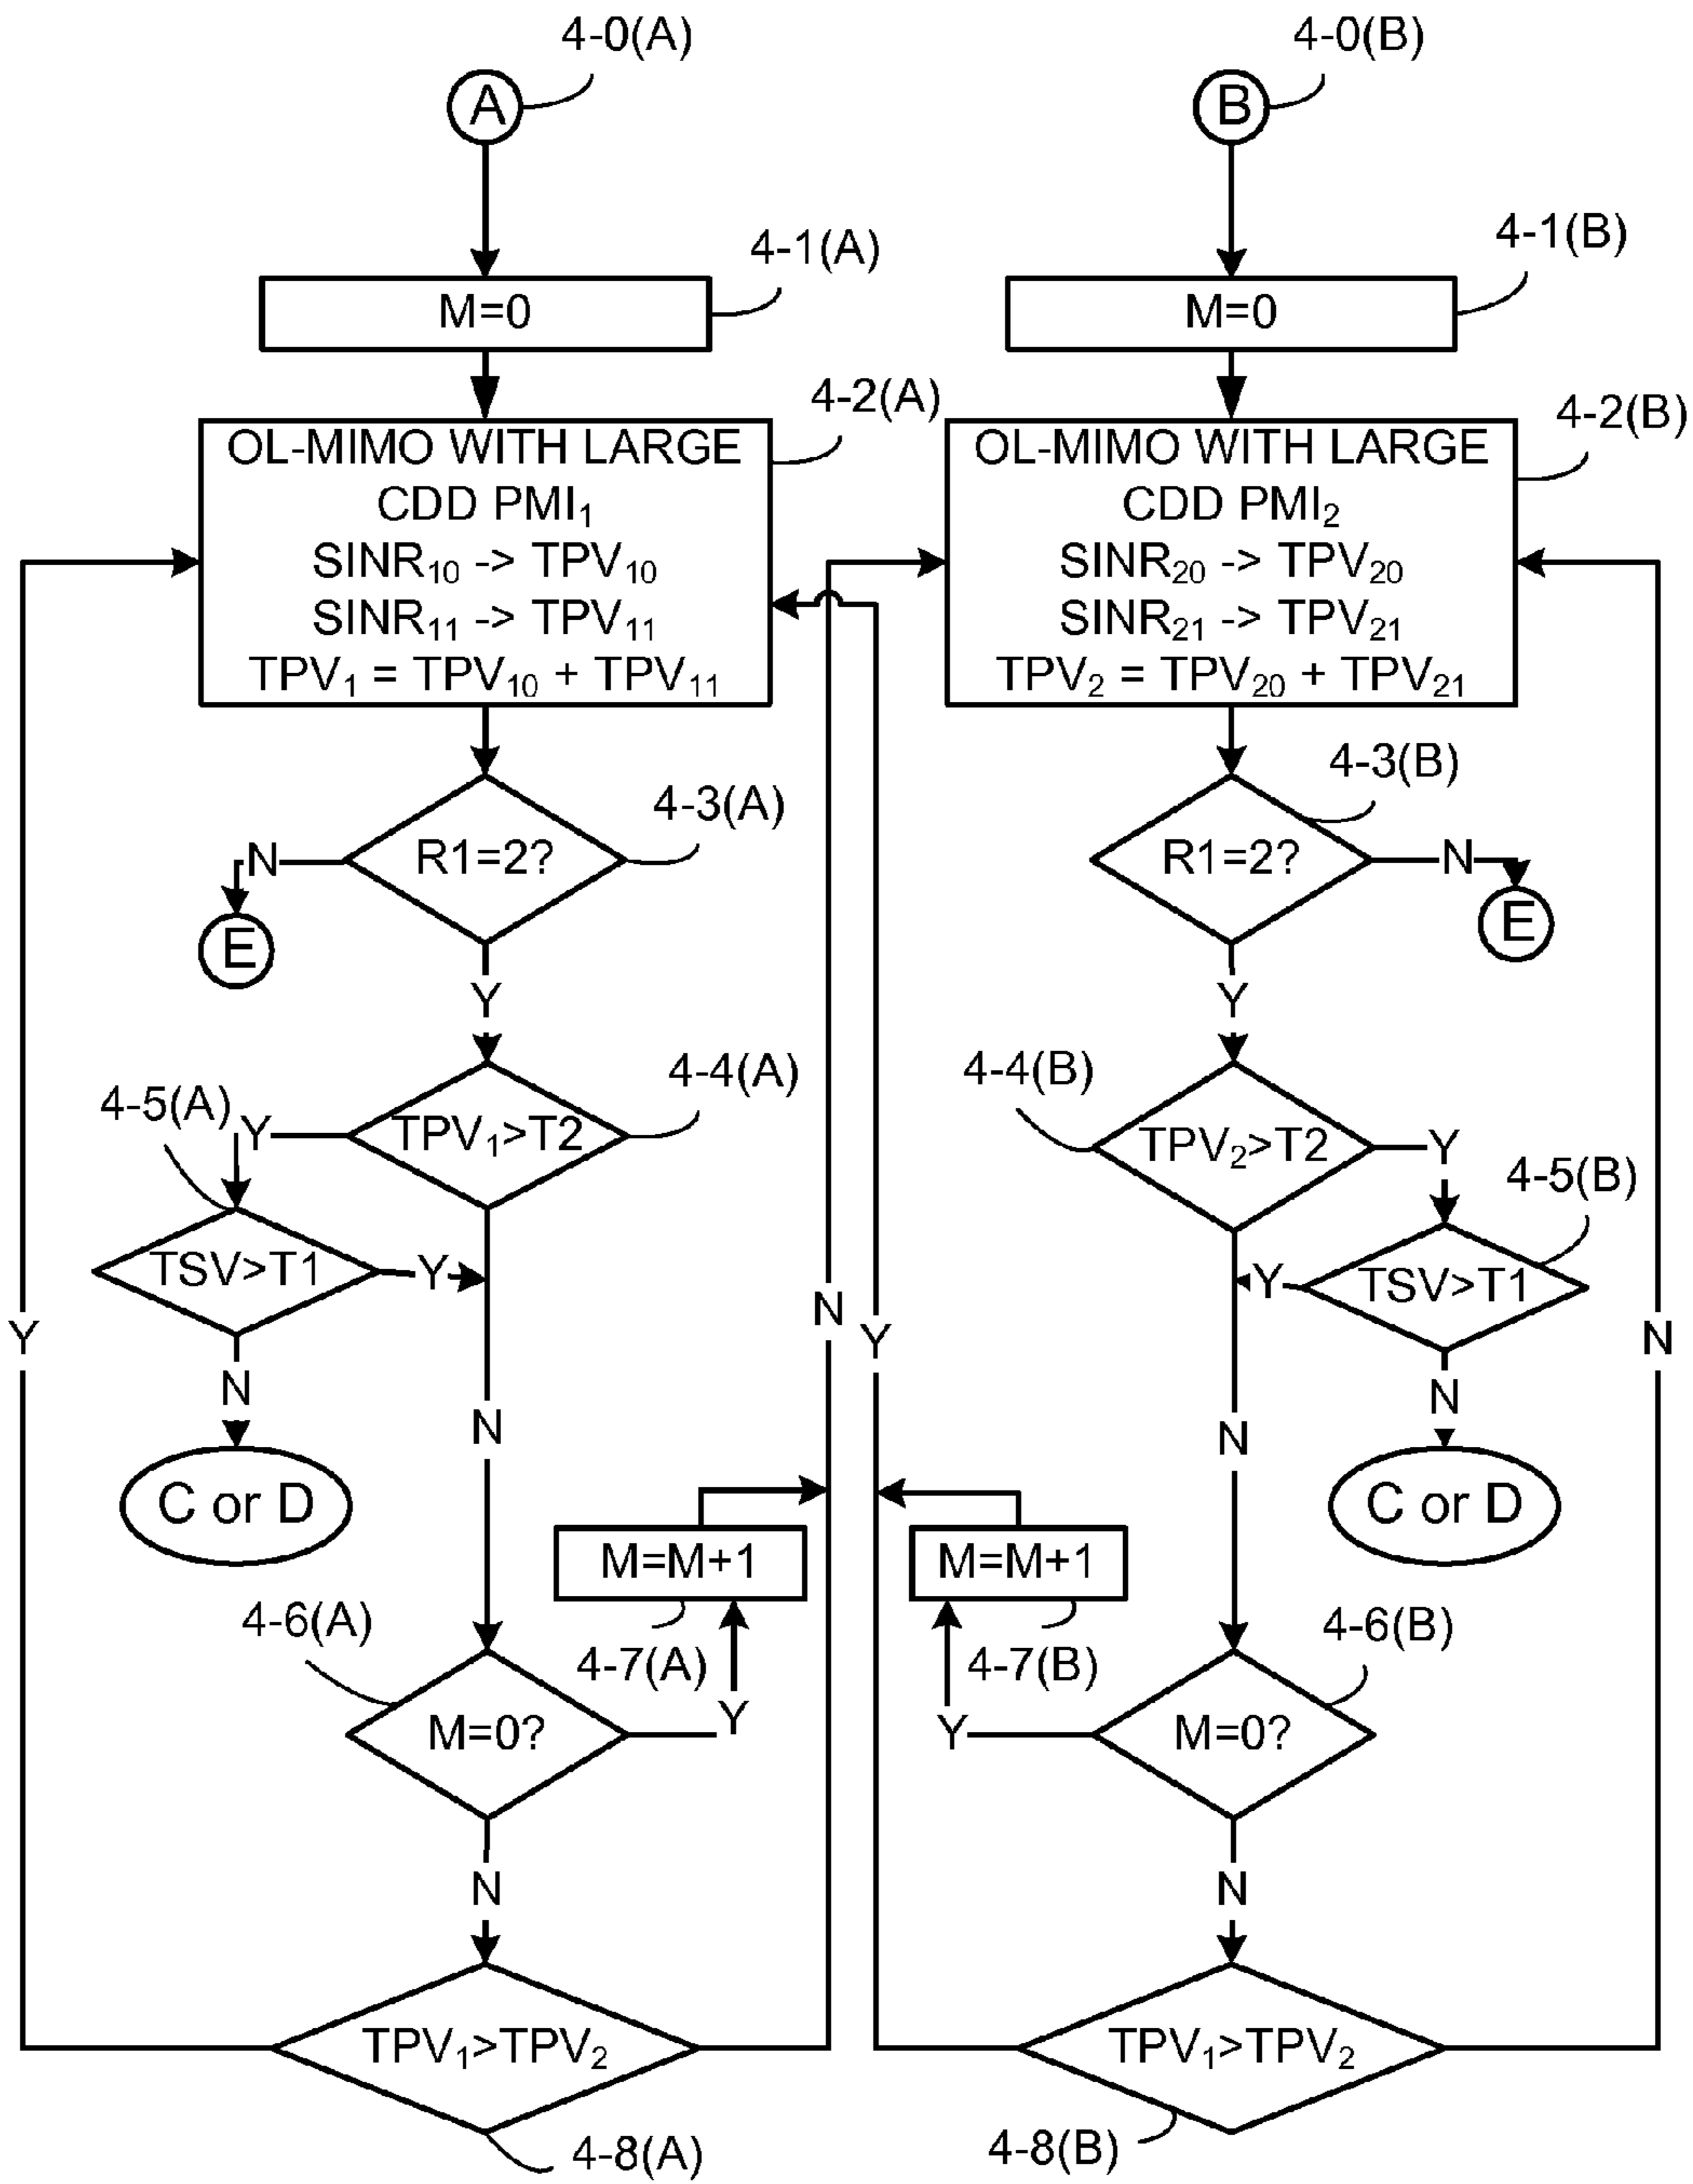 4-0(A)
A
4-1(A)
M=0
4-2(A)
OL-MIMO WITH LARGE
CDD PMI₁
SINR₁₀ -> TPV₁₀
SINR₁₁ -> TPV₁₁
TPV₁ = TPV₁₀ + TPV₁₁
4-3(A)
R1=2?
N
E
Y
4-4(A)
TPV₁>T2
Y
4-5(A)
TSV>T1
Y
N
C or D
N
M=M+1
4-7(A)
4-6(A)
M=0?
Y
N
TPV₁>TPV₂
4-8(A)
Y
N
4-0(B)
B
4-1(B)
M=0
4-2(B)
OL-MIMO WITH LARGE
CDD PMI₂
SINR₂₀ -> TPV₂₀
SINR₂₁ -> TPV₂₁
TPV₂ = TPV₂₀ + TPV₂₁
4-3(B)
R1=2?
N
E
Y
4-4(B)
TPV₂>T2
Y
4-5(B)
TSV>T1
Y
N
C or D
N
M=M+1
4-7(B)
4-6(B)
M=0?
Y
N
TPV₁>TPV₂
4-8(B)
Y
N